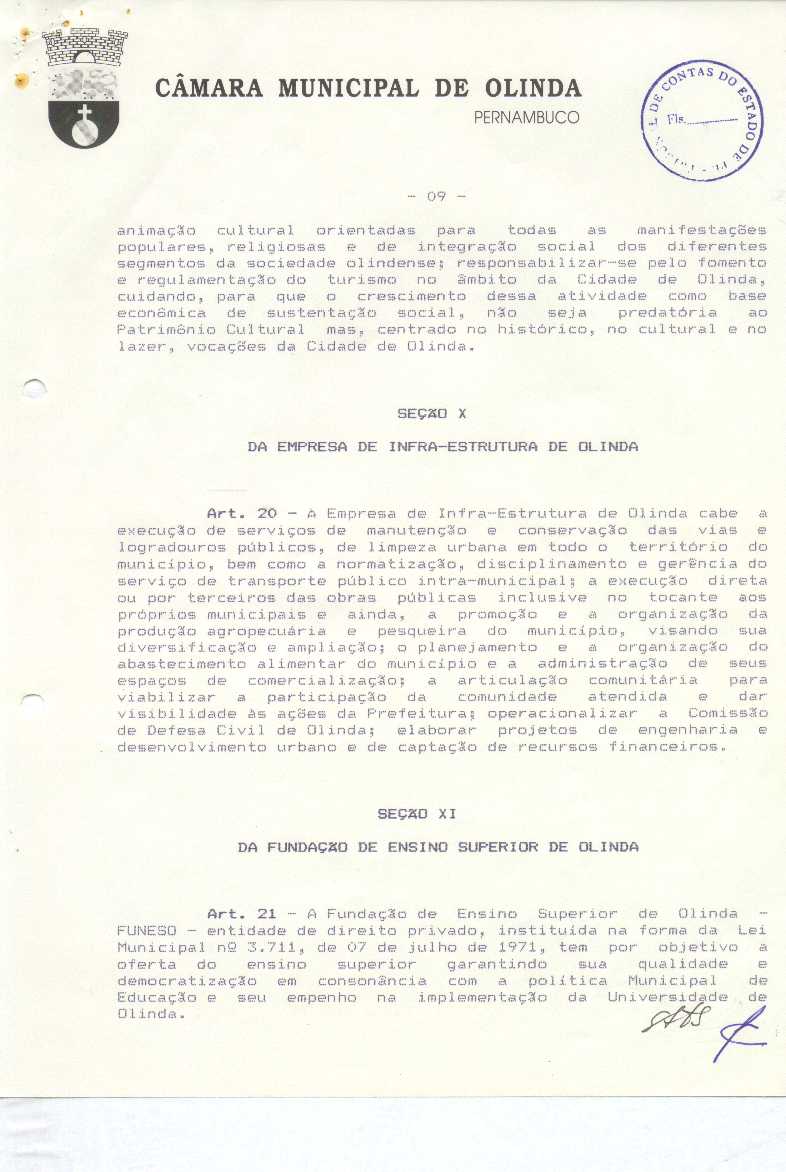 CÂMARA MUNICIPAL DE OLINDA
PERNAMBUCO
L DE CONTAS DO ESTADO DE
Fls.
- 09 -
animação cultural orientadas para todas as manifestações
populares, religiosas e de integração social dos diferentes
segmentos da sociedade olindense; responsabilizar-se pelo fomento
e regulamentação do turismo no âmbito da Cidade de Olinda,
cuidando, para que o crescimento dessa atividade como base
econômica de sustentação social, não seja predatória ao
Patrimônio Cultural mas, centrado no histórico, no cultural e no
lazer, vocações da Cidade de Olinda.
SEÇÃO X
DA EMPRESA DE INFRA-ESTRUTURA DE OLINDA
Art. 20 - A Empresa de Infra-Estrutura de Olinda cabe a
execução de serviços de manutenção e conservação das vias e
logradouros públicos, de limpeza urbana em todo o território do
município, bem como a normatização, disciplinamento e gerência do
serviço de transporte público intra-municipal; a execução direta
ou por terceiros das obras públicas inclusive no tocante aos
próprios municipais e ainda, a promoção e a organização da
produção agropecuária e pesqueira do município, visando sua
diversificação e ampliação; o planejamento e a organização do
abastecimento alimentar do município e a administração de seus
espaços de comercialização; a articulação comunitária para
viabilizar a participação da comunidade atendida e dar
visibilidade às ações da Prefeitura; operacionalizar a Comissão
de Defesa Civil de Olinda; elaborar projetos de engenharia e
desenvolvimento urbano e de captação de recursos financeiros.
SEÇÃO XI
DA FUNDAÇÃO DE ENSINO SUPERIOR DE OLINDA
Art. 21 - A Fundação de Ensino Superior de Olinda -
FUNESO - entidade de direito privado, instituída na forma da Lei
Municipal nº 3.711, de 07 de julho de 1971, tem por objetivo a
oferta do ensino superior garantindo sua qualidade e
democratização em consonância com a política Municipal de
Educação e seu empenho na implementação da Universidade de
Olinda.